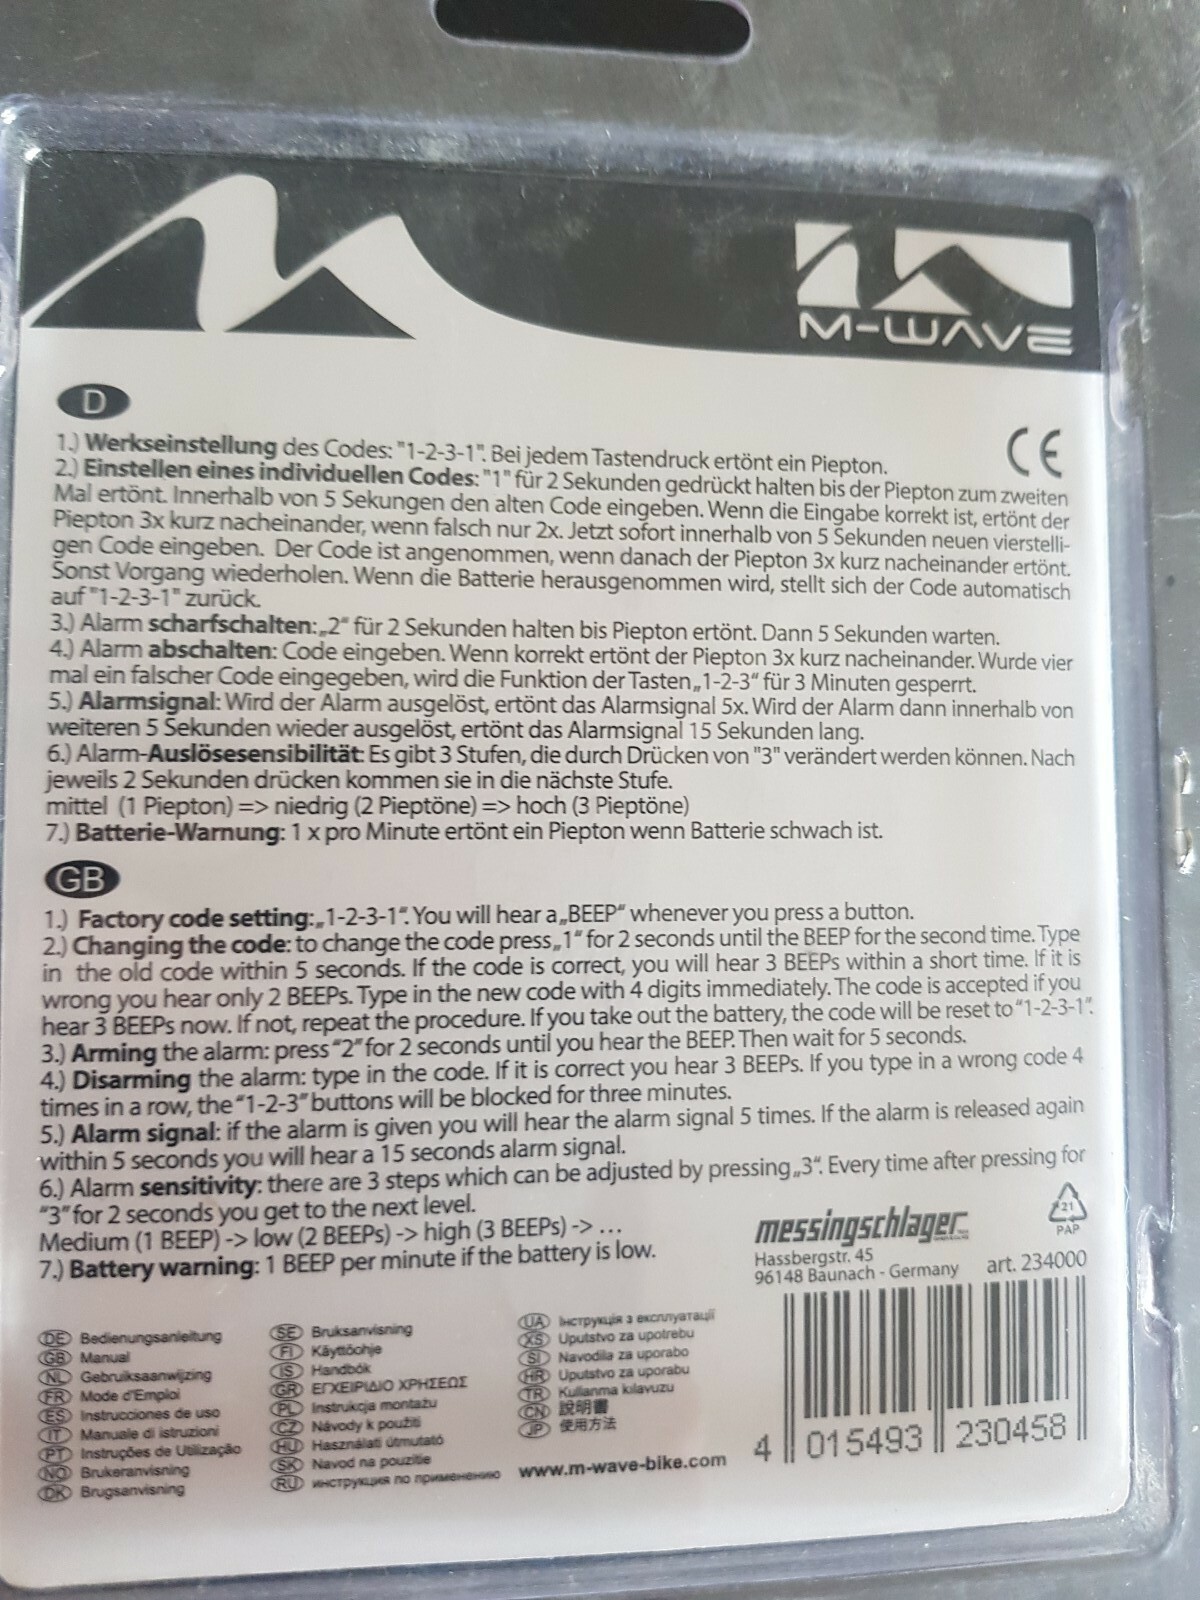 M-WAVE
D
CE
1.) Werkseinstellung des Codes: "1-2-3-1". Bei jedem Tastendruck ertönt ein Piepton.
2.) Einstellen eines individuellen Codes: "1" für 2 Sekunden gedrückt halten bis der Piepton zum zweiten
Mal ertönt. Innerhalb von 5 Sekungen den alten Code eingeben. Wenn die Eingabe korrekt ist, ertönt der
Piepton 3x kurz nacheinander, wenn falsch nur 2x. Jetzt sofort innerhalb von 5 Sekunden neuen vierstelli-
gen Code eingeben. Der Code ist angenommen, wenn danach der Piepton 3x kurz nacheinander ertönt.
Sonst Vorgang wiederholen. Wenn die Batterie herausgenommen wird, stellt sich der Code automatisch
auf "1-2-3-1" zurück.
3.) Alarm scharfschalten:„2“ für 2 Sekunden halten bis Piepton ertönt. Dann 5 Sekunden warten.
4.) Alarm abschalten: Code eingeben. Wenn korrekt ertönt der Piepton 3x kurz nacheinander. Wurde vier
mal ein falscher Code eingegeben, wird die Funktion der Tasten„1-2-3“ für 3 Minuten gesperrt.
5.) Alarmsignal: Wird der Alarm ausgelöst, ertönt das Alarmsignal 5x. Wird der Alarm dann innerhalb von
weiteren 5 Sekunden wieder ausgelöst, ertönt das Alarmsignal 15 Sekunden lang.
6.) Alarm-Auslösesensibilität: Es gibt 3 Stufen, die durch Drücken von "3" verändert werden können. Nach
jeweils 2 Sekunden drücken kommen sie in die nächste Stufe.
mittel (1 Piepton) => niedrig (2 Pieptöne) => hoch (3 Pieptöne)
7.) Batterie-Warnung: 1 x pro Minute ertönt ein Piepton wenn Batterie schwach ist.
GB
1.) Factory code setting:„1-2-3-1“. You will hear a„BEEP“ whenever you press a button.
2.) Changing the code: to change the code press„1“ for 2 seconds until the BEEP for the second time. Type
in the old code within 5 seconds. If the code is correct, you will hear 3 BEEPs within a short time. If it is
wrong you hear only 2 BEEPs. Type in the new code with 4 digits immediately. The code is accepted if you
hear 3 BEEPs now. If not, repeat the procedure. If you take out the battery, the code will be reset to “1-2-3-1”.
3.) Arming the alarm: press “2” for 2 seconds until you hear the BEEP. Then wait for 5 seconds.
4.) Disarming the alarm: type in the code. If it is correct you hear 3 BEEPs. If you type in a wrong code 4
times in a row, the “1-2-3” buttons will be blocked for three minutes.
5.) Alarm signal: if the alarm is given you will hear the alarm signal 5 times. If the alarm is released again
within 5 seconds you will hear a 15 seconds alarm signal.
6.) Alarm sensitivity: there are 3 steps which can be adjusted by pressing„3“. Every time after pressing for
“3” for 2 seconds you get to the next level.
Medium (1 BEEP) -> low (2 BEEPs) -> high (3 BEEPs) -> ...
7.) Battery warning: 1 BEEP per minute if the battery is low.
messingschlager
Hassbergstr. 45
96148 Baunach - Germany
21
PAP
art. 234000
DE Bedienungsanleitung
GB Manual
NL Gebruiksaanwijzing
FR Mode d'Emploi
ES Instrucciones de uso
IT Manuale di istruzioni
PT Instruções de Utilização
NO Brukeranvisning
DK Brugsanvisning
SE Bruksanvisning
FI Käyttöohje
IS Handbók
GR ΕΓΧΕΙΡΙΔΙΟ ΧΡΗΣΕΩΣ
PL Instrukcja montażu
CZ Návody k použití
HU Használati útmutató
SK Navod na pouzitie
RU инструкция по применению
UA Інструкція з експлуатації
XS Uputstvo za upotrebu
SI Navodila za uporabo
HR Uputstvo za uporabu
TR Kullanma kılavuzu
CN 說明書
JP 使用方法
www.m-wave-bike.com
4 015493 230458